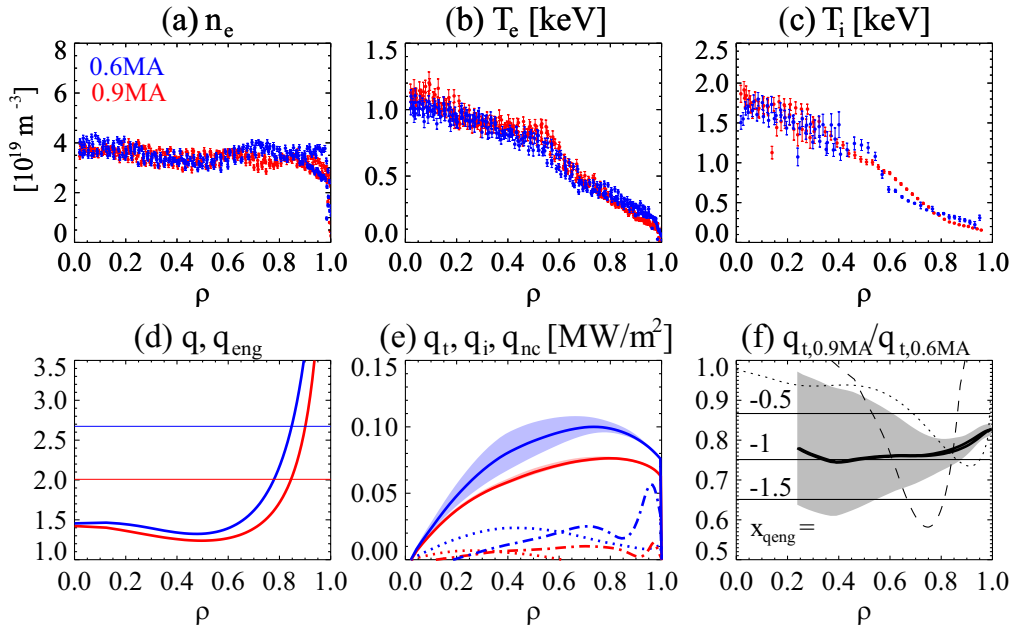 (a) n_e
(b) T_e [keV]
(c) T_i [keV]
8
6
4
2
0
[10^19 m^-3]
0.6MA
0.9MA
0.0 0.2 0.4 0.6 0.8 1.0
ρ
1.5
1.0
0.5
0.0
0.0 0.2 0.4 0.6 0.8 1.0
ρ
2.5
2.0
1.5
1.0
0.5
0.0
0.0 0.2 0.4 0.6 0.8 1.0
ρ
(d) q, q_eng
(e) q_t, q_i, q_nc [MW/m^2]
(f) q_t,0.9MA/q_t,0.6MA
3.5
3.0
2.5
2.0
1.5
1.0
0.0 0.2 0.4 0.6 0.8 1.0
ρ
0.15
0.10
0.05
0.00
0.0 0.2 0.4 0.6 0.8 1.0
ρ
1.0
0.9
0.8
0.7
0.6
0.5
-0.5
-1
-1.5
x_qeng =
0.0 0.2 0.4 0.6 0.8 1.0
ρ